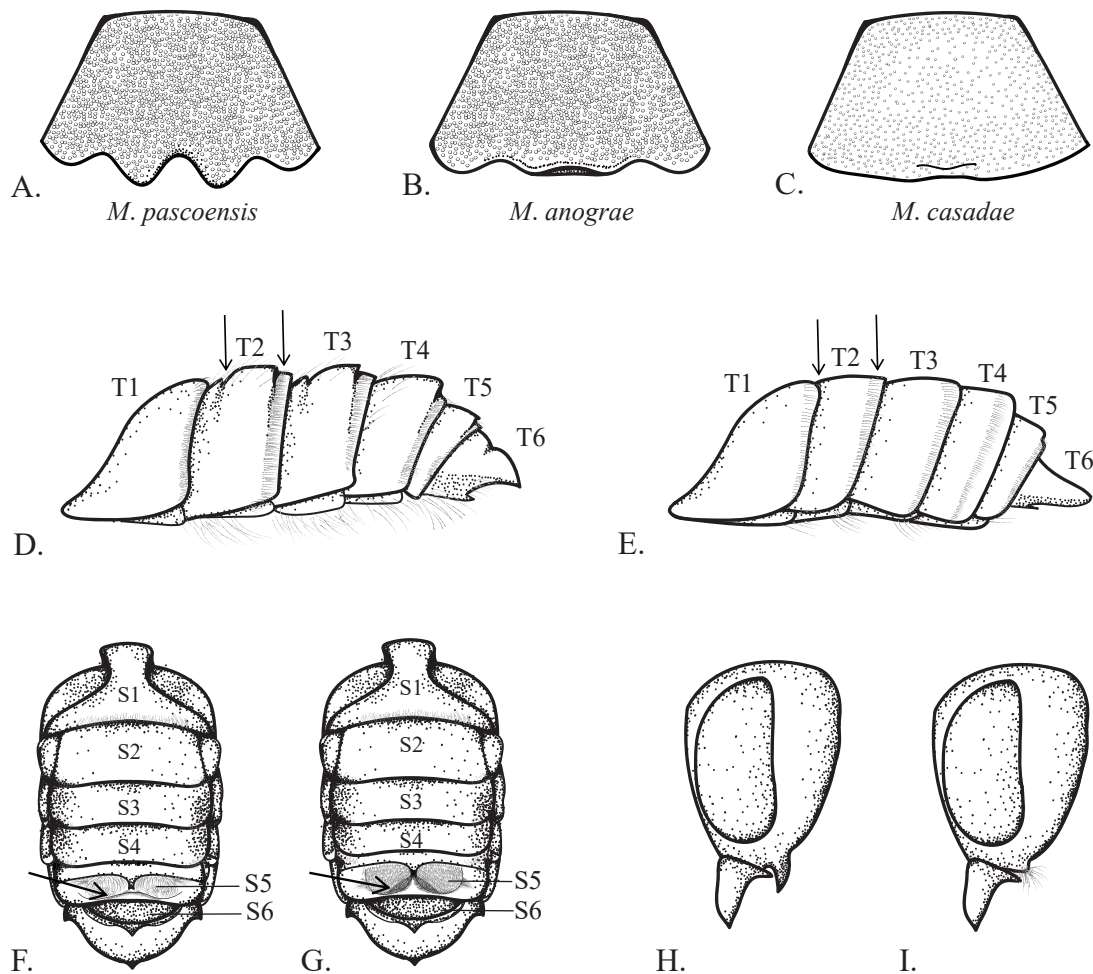 A.
M. pascoensis
B.
M. anograe
C.
M. casadae
T1
T2
T3
T4
T5
T6
D.
T1
T2
T3
T4
T5
T6
E.
S1
S2
S3
S4
S5
S6
F.
S1
S2
S3
S4
S5
S6
G.
H.
I.